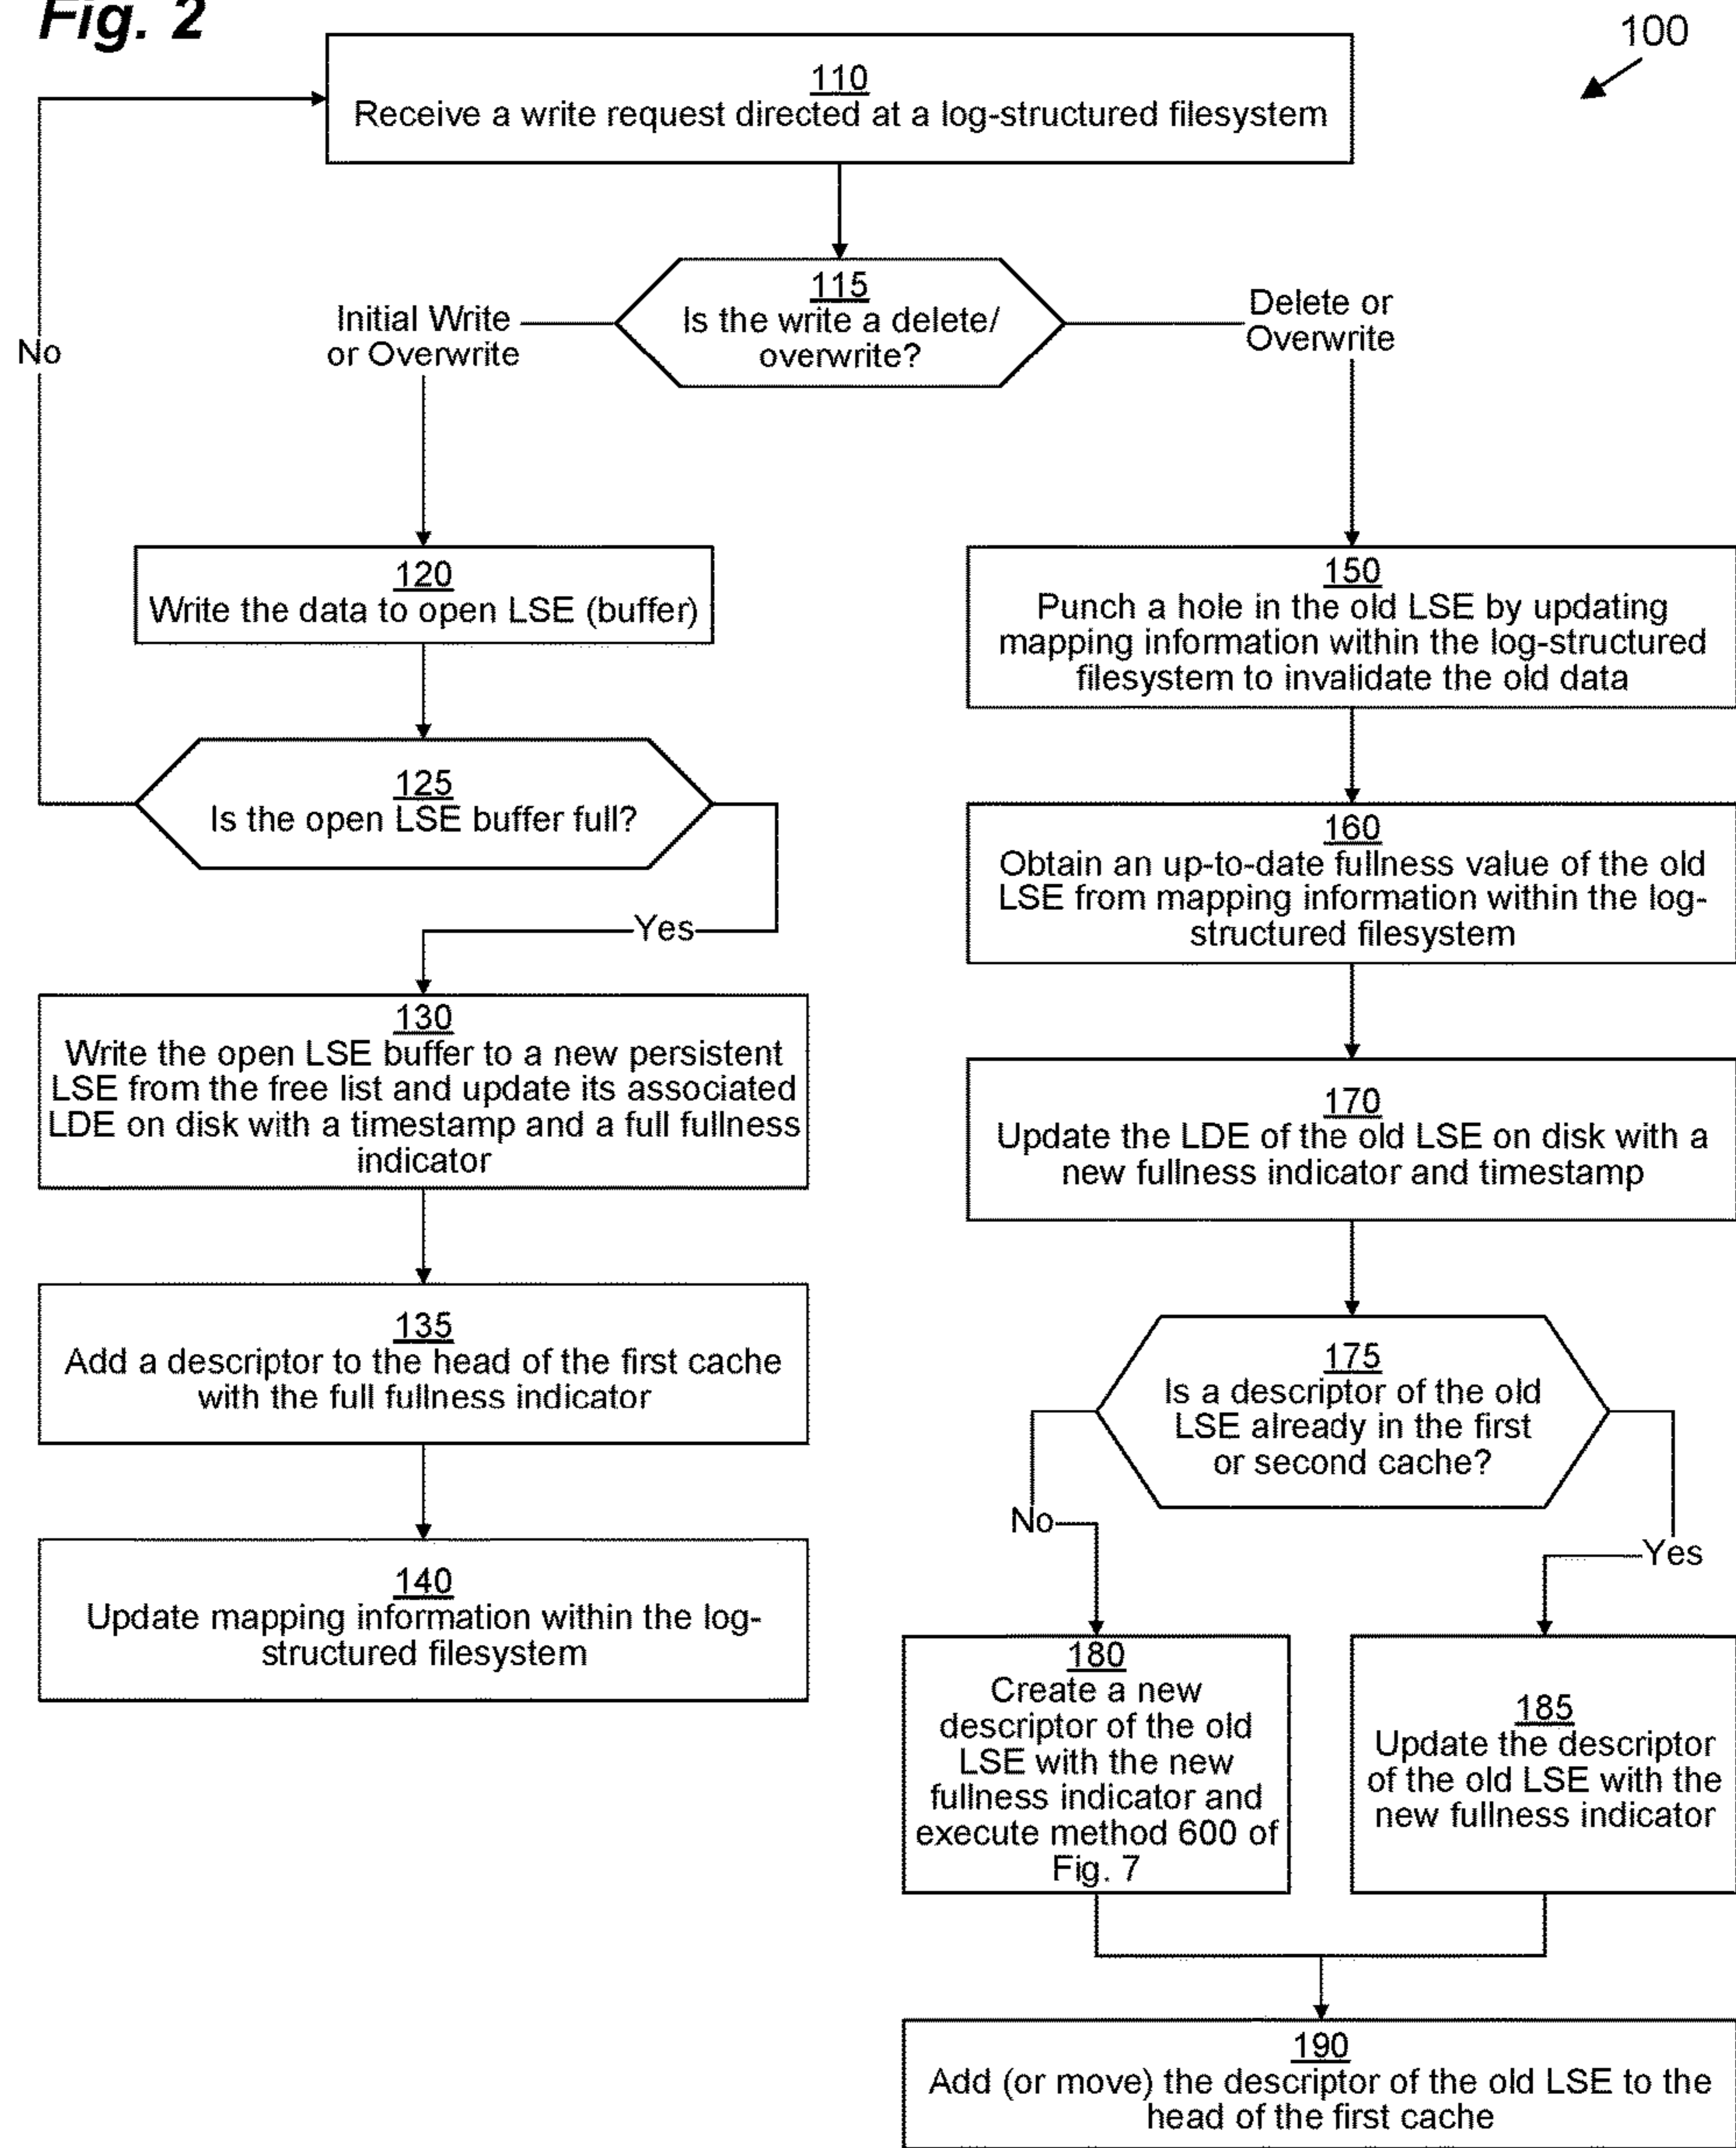 Fig. 2
100
110
Receive a write request directed at a log-structured filesystem
115
Is the write a delete/
overwrite?
Initial Write
or Overwrite
Delete or
Overwrite
No
120
Write the data to open LSE (buffer)
125
Is the open LSE buffer full?
Yes
130
Write the open LSE buffer to a new persistent
LSE from the free list and update its associated
LDE on disk with a timestamp and a full fullness
indicator
135
Add a descriptor to the head of the first cache
with the full fullness indicator
140
Update mapping information within the log-
structured filesystem
150
Punch a hole in the old LSE by updating
mapping information within the log-structured
filesystem to invalidate the old data
160
Obtain an up-to-date fullness value of the old
LSE from mapping information within the log-
structured filesystem
170
Update the LDE of the old LSE on disk with a
new fullness indicator and timestamp
175
Is a descriptor of the old
LSE already in the first
or second cache?
No
Yes
180
Create a new
descriptor of the old
LSE with the new
fullness indicator and
execute method 600 of
Fig. 7
185
Update the descriptor
of the old LSE with the
new fullness indicator
190
Add (or move) the descriptor of the old LSE to the
head of the first cache